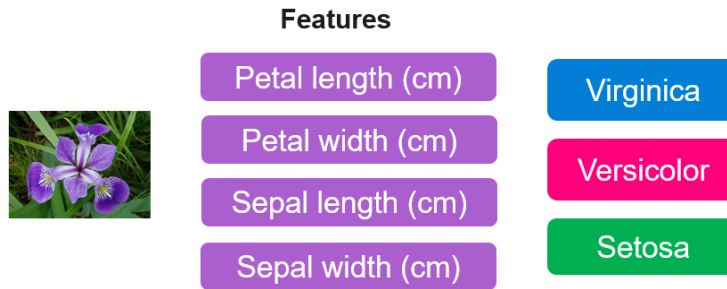 Features
Petal length (cm)
Petal width (cm)
Sepal length (cm)
Sepal width (cm)
Virginica
Versicolor
Setosa